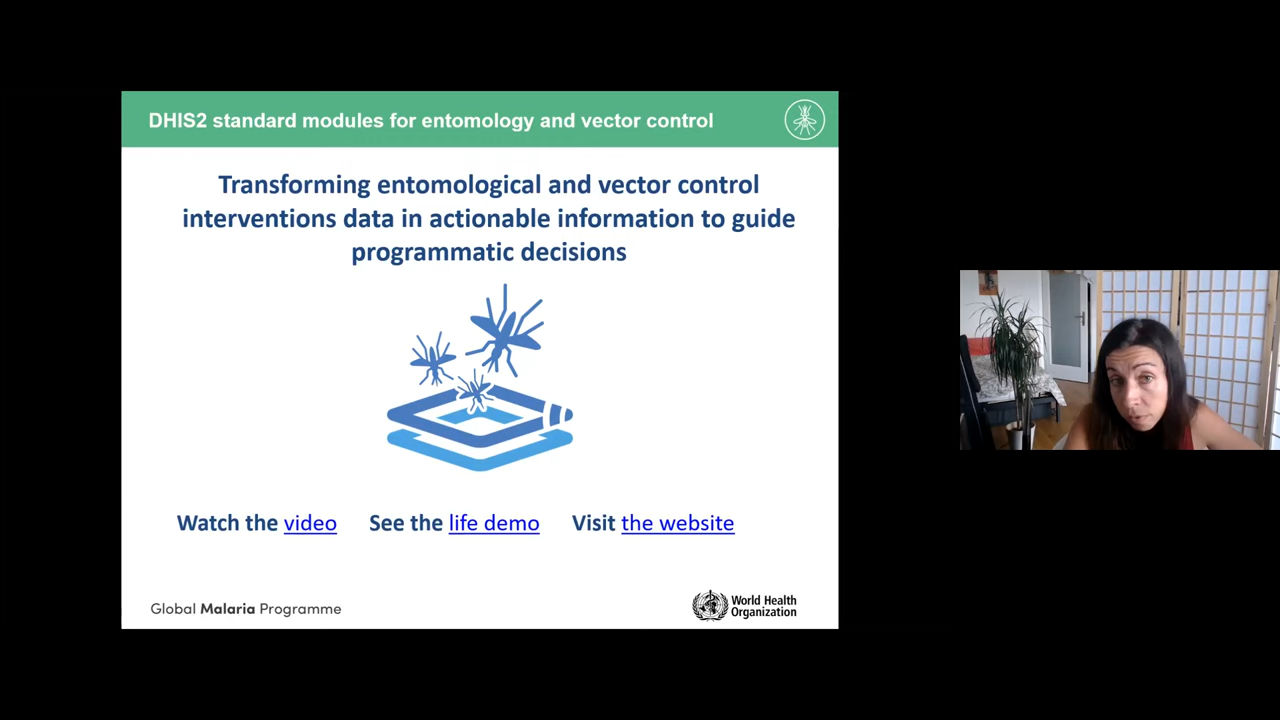 DHIS2 standard modules for entomology and vector control
Transforming entomological and vector control
interventions data in actionable information to guide
programmatic decisions
Watch the video See the life demo Visit the website
Global Malaria Programme
World Health
Organization